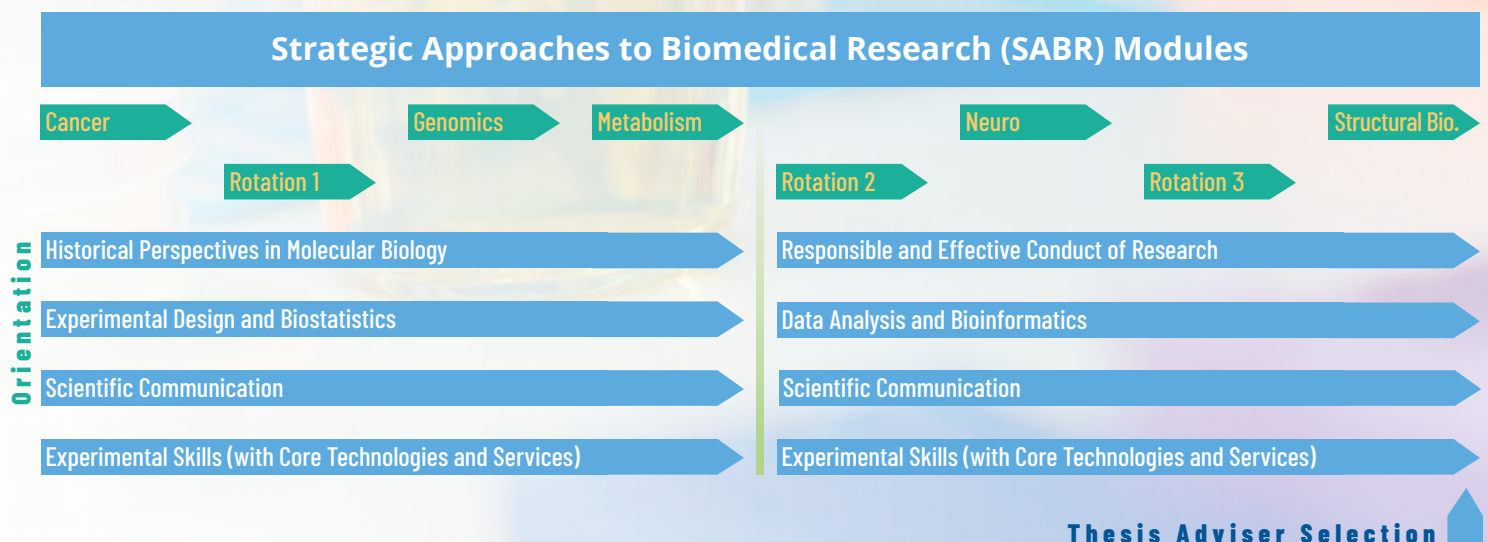 Strategic Approaches to Biomedical Research (SABR) Modules
Cancer
Genomics
Metabolism
Neuro
Structural Bio.
Rotation 1
Rotation 2
Rotation 3
Orientation
Historical Perspectives in Molecular Biology
Responsible and Effective Conduct of Research
Experimental Design and Biostatistics
Data Analysis and Bioinformatics
Scientific Communication
Scientific Communication
Experimental Skills (with Core Technologies and Services)
Experimental Skills (with Core Technologies and Services)
Thesis Adviser Selection